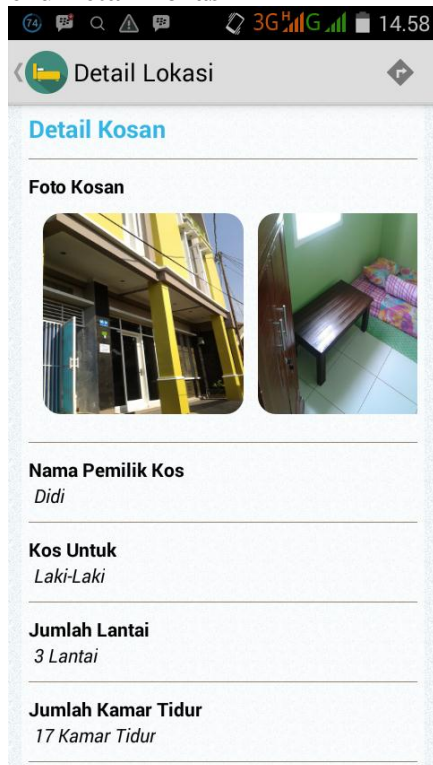 74
3G H G 14.58
Detail Lokasi
Detail Kosan
Foto Kosan
Nama Pemilik Kos
Didi
Kos Untuk
Laki-Laki
Jumlah Lantai
3 Lantai
Jumlah Kamar Tidur
17 Kamar Tidur